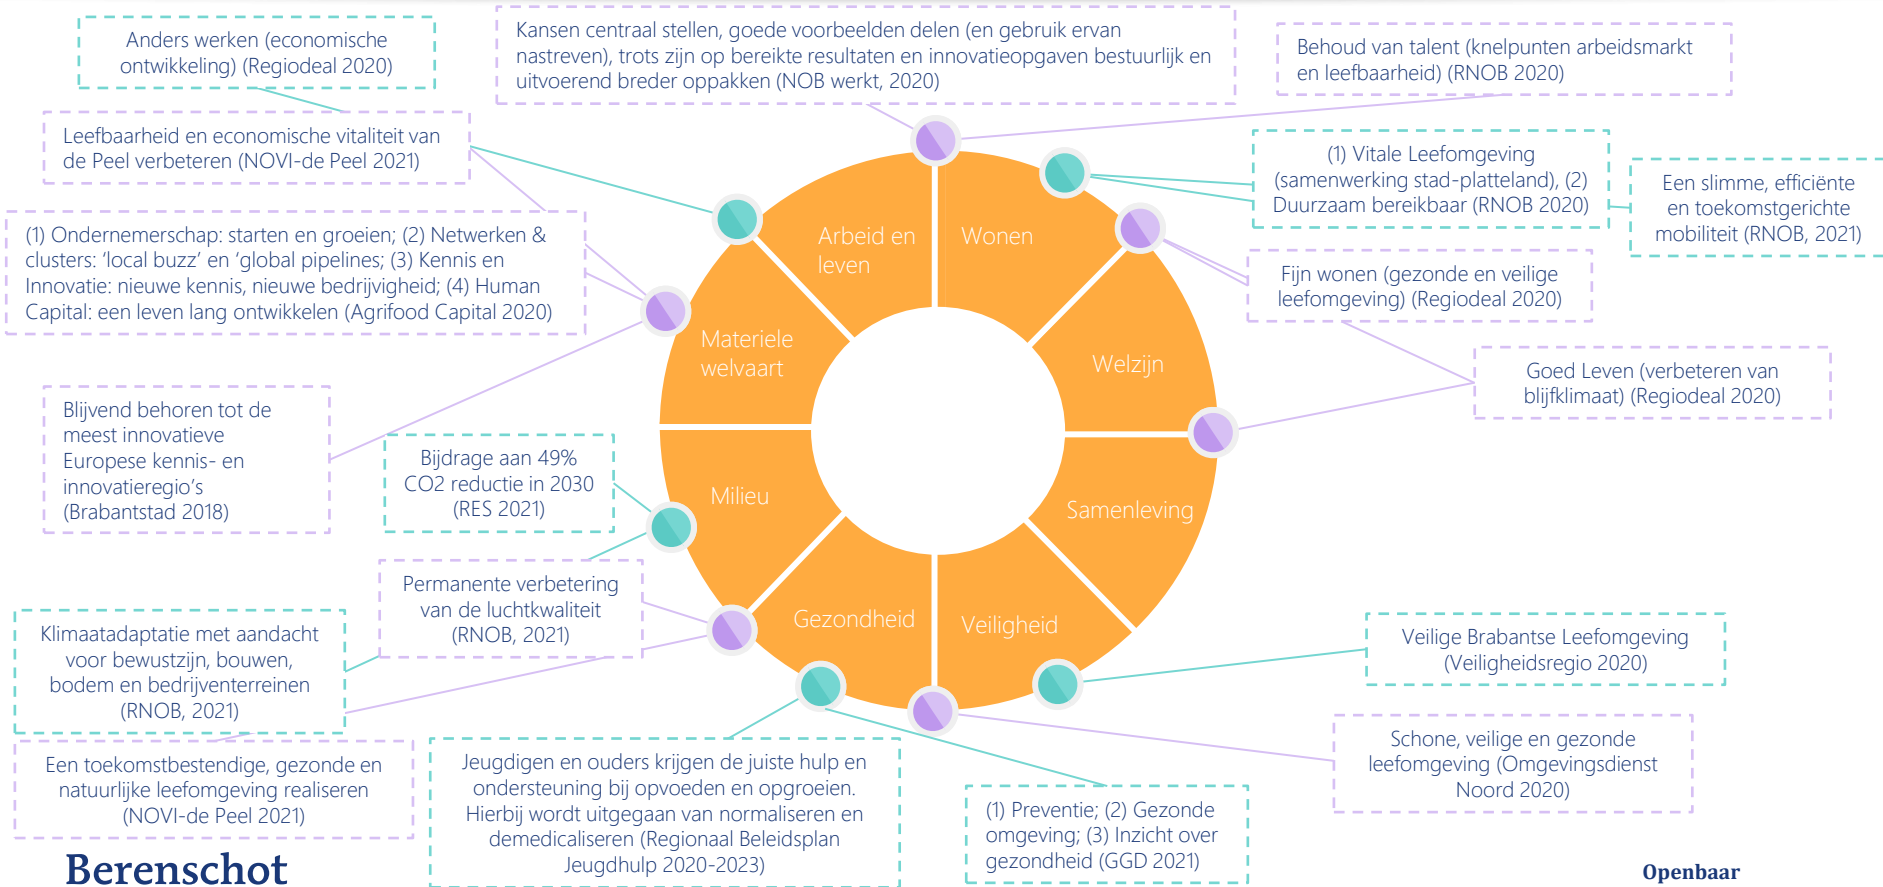 Anders werken (economische
ontwikkeling) (Regiodeal 2020)
Kansen centraal stellen, goede voorbeelden delen (en gebruik ervan
nastreven), trots zijn op bereikte resultaten en innovatieopgaven bestuurlijk en
uitvoerend breder oppakken (NOB werkt, 2020)
Behoud van talent (knelpunten arbeidsmarkt
en leefbaarheid) (RNOB 2020)
Leefbaarheid en economische vitaliteit van
de Peel verbeteren (NOVI-de Peel 2021)
(1) Vitale Leefomgeving
(samenwerking stad-platteland), (2)
Duurzaam bereikbaar (RNOB 2020)
Een slimme, efficiënte
en toekomstgerichte
mobiliteit (RNOB, 2021)
(1) Ondernemerschap: starten en groeien; (2) Netwerken &
clusters: ‘local buzz’ en ‘global pipelines; (3) Kennis en
Innovatie: nieuwe kennis, nieuwe bedrijvigheid; (4) Human
Capital: een leven lang ontwikkelen (Agrifood Capital 2020)
Arbeid en
leven
Wonen
Fijn wonen (gezonde en veilige
leefomgeving) (Regiodeal 2020)
Materiele
welvaart
Welzijn
Goed Leven (verbeteren van
blijfklimaat) (Regiodeal 2020)
Blijvend behoren tot de
meest innovatieve
Europese kennis- en
innovatieregio’s
(Brabantstad 2018)
Bijdrage aan 49%
CO2 reductie in 2030
(RES 2021)
Milieu
Samenleving
Permanente verbetering
van de luchtkwaliteit
(RNOB, 2021)
Gezondheid
Veiligheid
Klimaatadaptatie met aandacht
voor bewustzijn, bouwen,
bodem en bedrijventerreinen
(RNOB, 2021)
Veilige Brabantse Leefomgeving
(Veiligheidsregio 2020)
Een toekomstbestendige, gezonde en
natuurlijke leefomgeving realiseren
(NOVI-de Peel 2021)
Jeugdigen en ouders krijgen de juiste hulp en
ondersteuning bij opvoeden en opgroeien.
Hierbij wordt uitgegaan van normaliseren en
demedicaliseren (Regionaal Beleidsplan
Jeugdhulp 2020-2023)
(1) Preventie; (2) Gezonde
omgeving; (3) Inzicht over
gezondheid (GGD 2021)
Schone, veilige en gezonde
leefomgeving (Omgevingsdienst
Noord 2020)
Berenschot
Openbaar